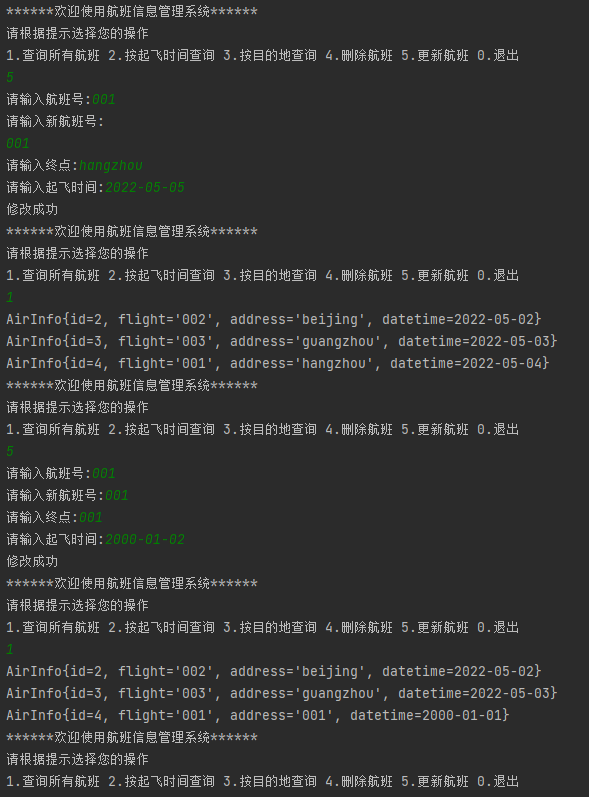 ******欢迎使用航班信息管理系统******
请根据提示选择您的操作
1.查询所有航班 2.按起飞时间查询 3.按目的地查询 4.删除航班 5.更新航班 0.退出
5
请输入航班号:001
请输入新航班号:
001
请输入终点:hangzhou
请输入起飞时间:2022-05-05
修改成功
******欢迎使用航班信息管理系统******
请根据提示选择您的操作
1.查询所有航班 2.按起飞时间查询 3.按目的地查询 4.删除航班 5.更新航班 0.退出
1
AirInfo{id=2, flight='002', address='beijing', datetime=2022-05-02}
AirInfo{id=3, flight='003', address='guangzhou', datetime=2022-05-03}
AirInfo{id=4, flight='001', address='hangzhou', datetime=2022-05-04}
******欢迎使用航班信息管理系统******
请根据提示选择您的操作
1.查询所有航班 2.按起飞时间查询 3.按目的地查询 4.删除航班 5.更新航班 0.退出
5
请输入航班号:001
请输入新航班号:001
请输入终点:001
请输入起飞时间:2000-01-02
修改成功
******欢迎使用航班信息管理系统******
请根据提示选择您的操作
1.查询所有航班 2.按起飞时间查询 3.按目的地查询 4.删除航班 5.更新航班 0.退出
1
AirInfo{id=2, flight='002', address='beijing', datetime=2022-05-02}
AirInfo{id=3, flight='003', address='guangzhou', datetime=2022-05-03}
AirInfo{id=4, flight='001', address='001', datetime=2000-01-01}
******欢迎使用航班信息管理系统******
请根据提示选择您的操作
1.查询所有航班 2.按起飞时间查询 3.按目的地查询 4.删除航班 5.更新航班 0.退出